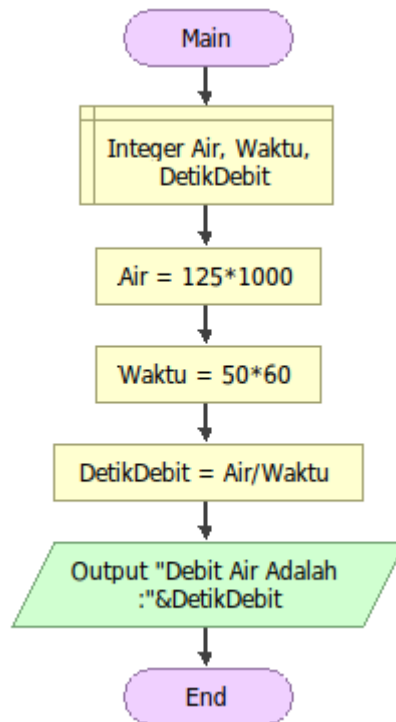 Main
Integer Air, Waktu,
DetikDebit
Air = 125*1000
Waktu = 50*60
DetikDebit = Air/Waktu
Output "Debit Air Adalah
:"&DetikDebit
End